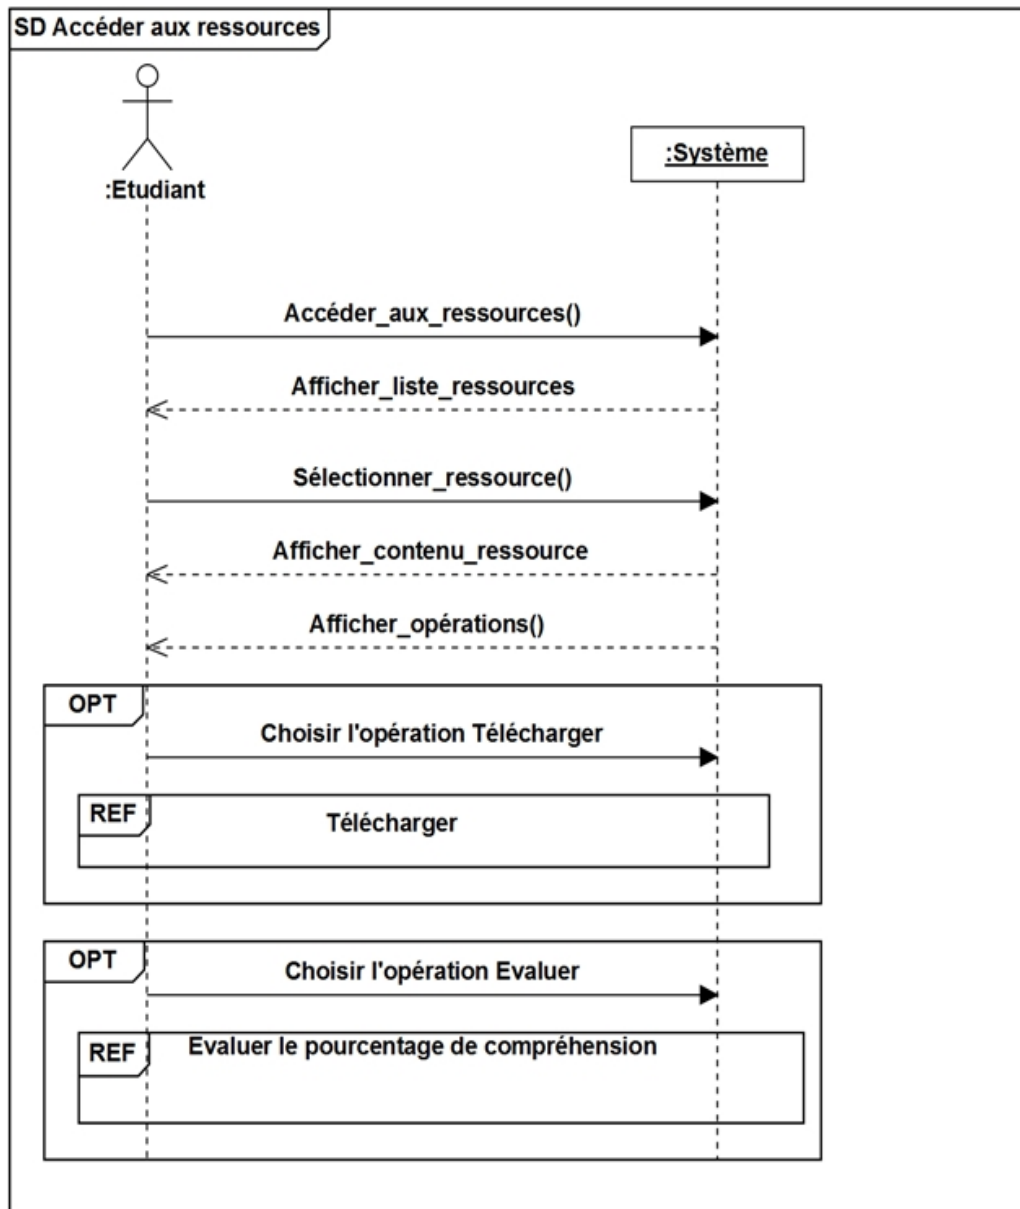 SD Accéder aux ressources
:Etudiant
:Système
Accéder_aux_ressources()
Afficher_liste_ressources
Sélectionner_ressource()
Afficher_contenu_ressource
Afficher_opérations()
OPT
Choisir l'opération Télécharger
REF
Télécharger
OPT
Choisir l'opération Evaluer
REF
Evaluer le pourcentage de compréhension